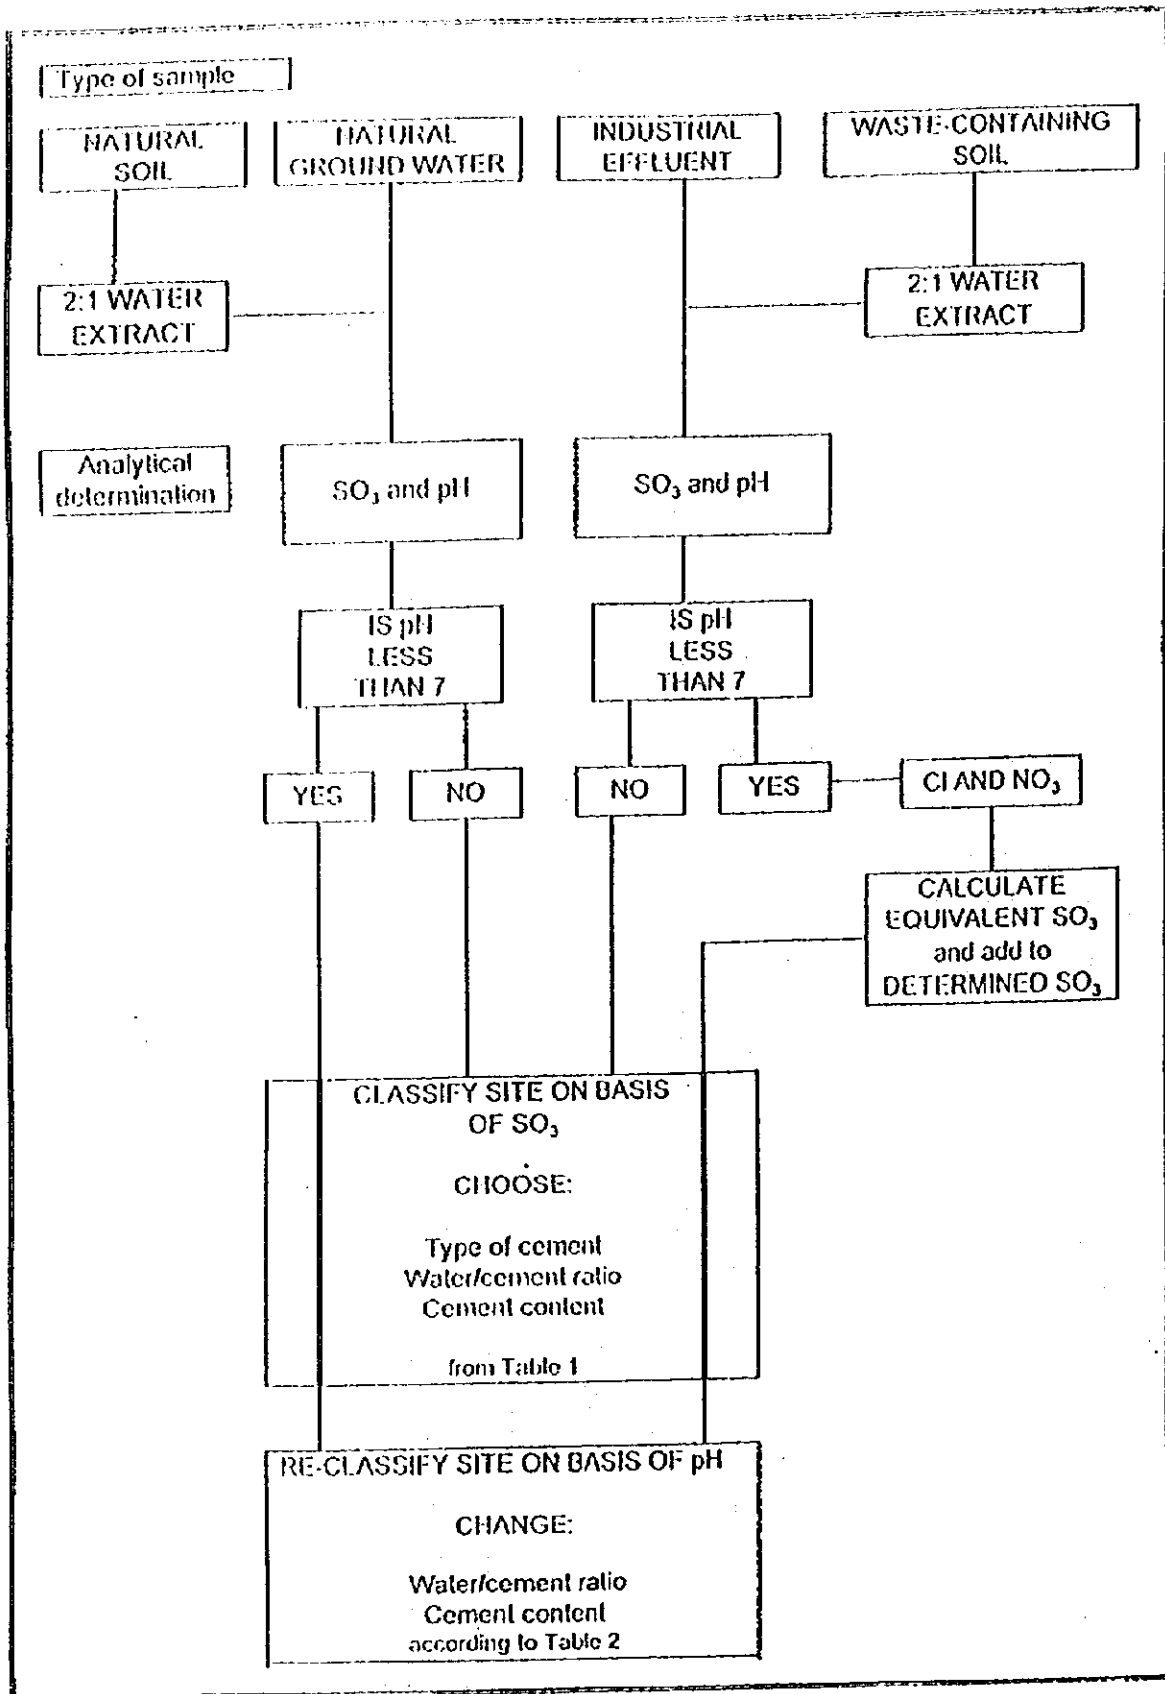 Type of sample
NATURAL
SOIL
NATURAL
GROUND WATER
INDUSTRIAL
EFFLUENT
WASTE-CONTAINING
SOIL
2:1 WATER
EXTRACT
2:1 WATER
EXTRACT
Analytical
determination
SO₃ and pH
SO₃ and pH
IS pH
LESS
THAN 7
IS pH
LESS
THAN 7
YES
NO
NO
YES
Cl AND NO₃
CALCULATE
EQUIVALENT SO₃
and add to
DETERMINED SO₃
CLASSIFY SITE ON BASIS
OF SO₃
CHOOSE:
Type of cement
Water/cement ratio
Cement content
from Table 1
RE-CLASSIFY SITE ON BASIS OF pH
CHANGE:
Water/cement ratio
Cement content
according to Table 2